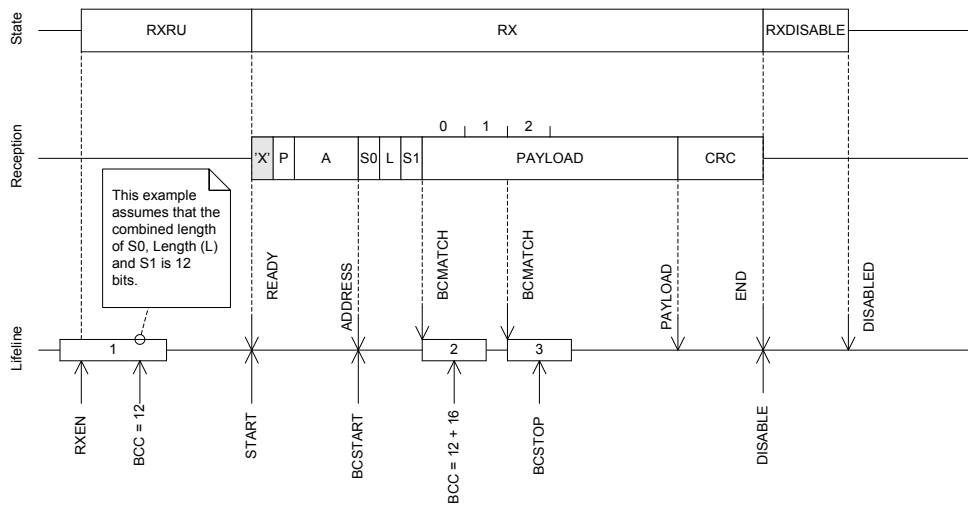 State
RXRU
RX
RXDISABLE
Reception
0
1
2
'X'
P
A
S0
L
S1
PAYLOAD
CRC
This example
assumes that the
combined length
of S0, Length (L)
and S1 is 12
bits.
READY
ADDRESS
BCMATCH
BCMATCH
PAYLOAD
END
DISABLED
Lifeline
1
2
3
RXEN
BCC = 12
START
BCSTART
BCC = 12 + 16
BCSTOP
DISABLE